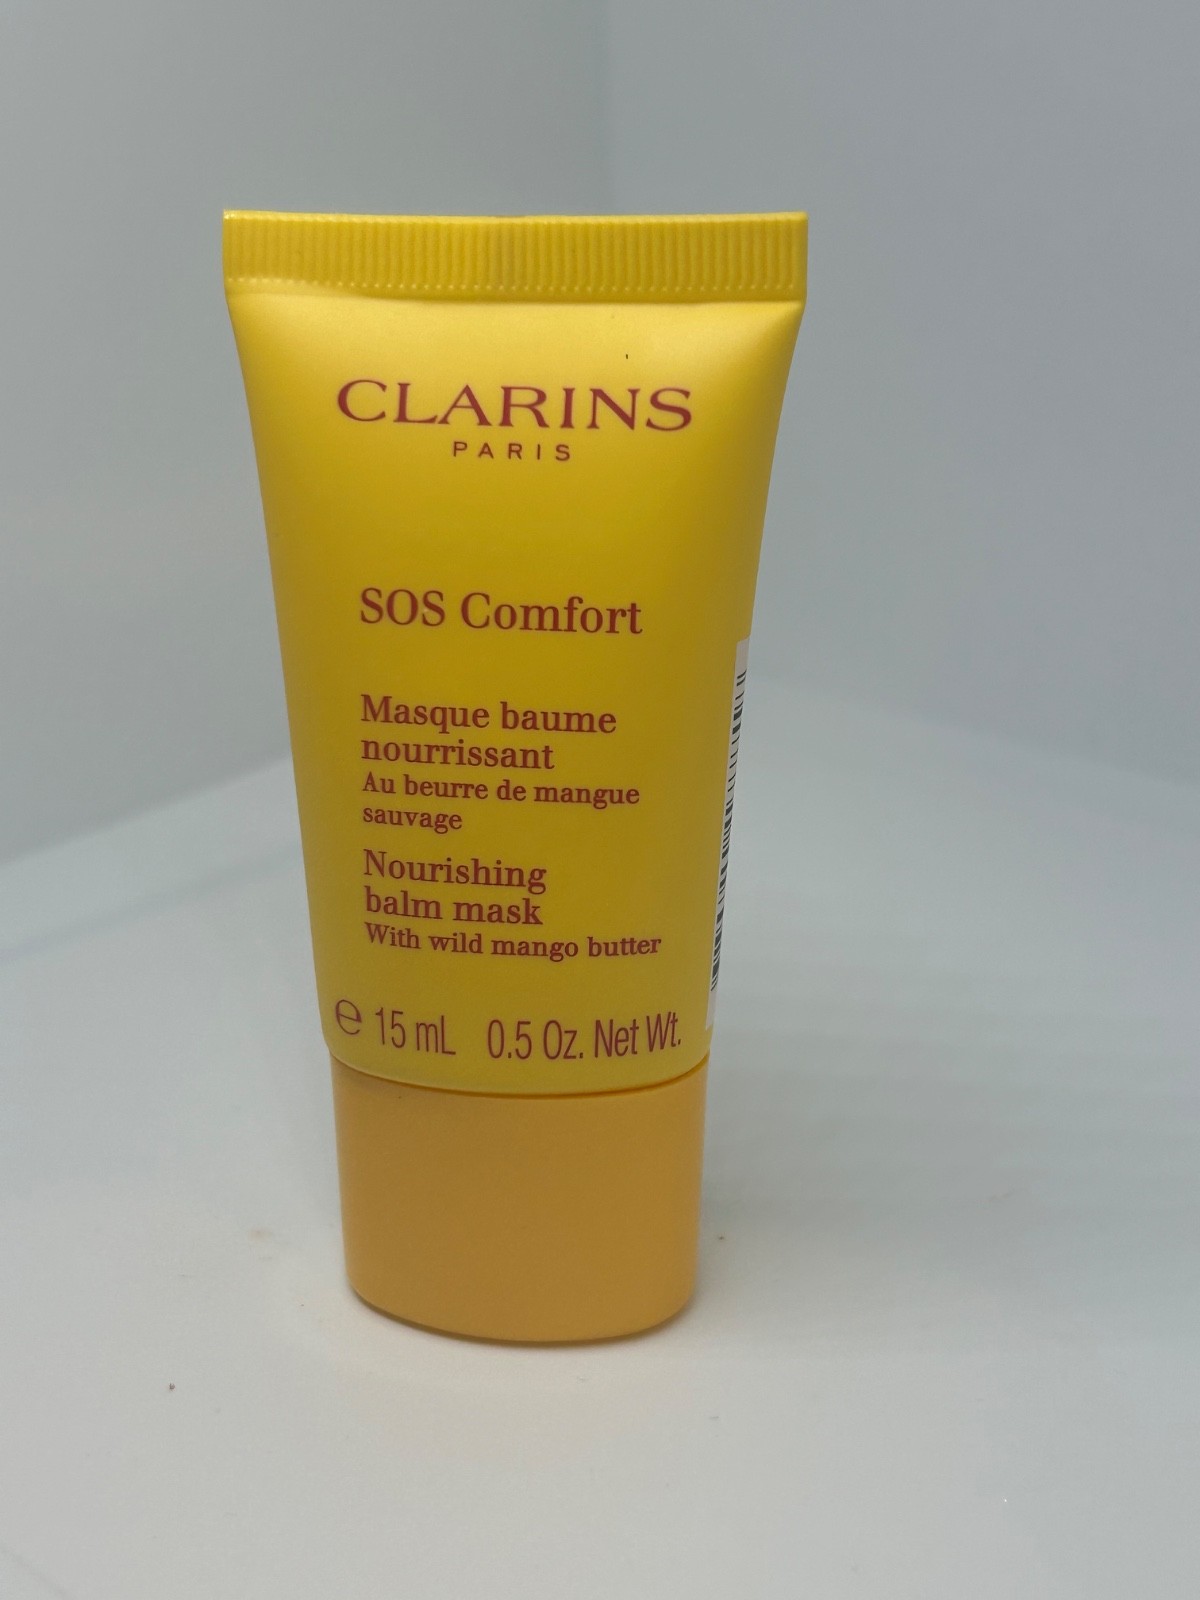 CLARINS
PARIS
SOS Comfort
Masque baume
nourrissant
Au beurre de mangue
sauvage
Nourishing
balm mask
With wild mango butter
℮ 15 mL 0.5 Oz. Net Wt.